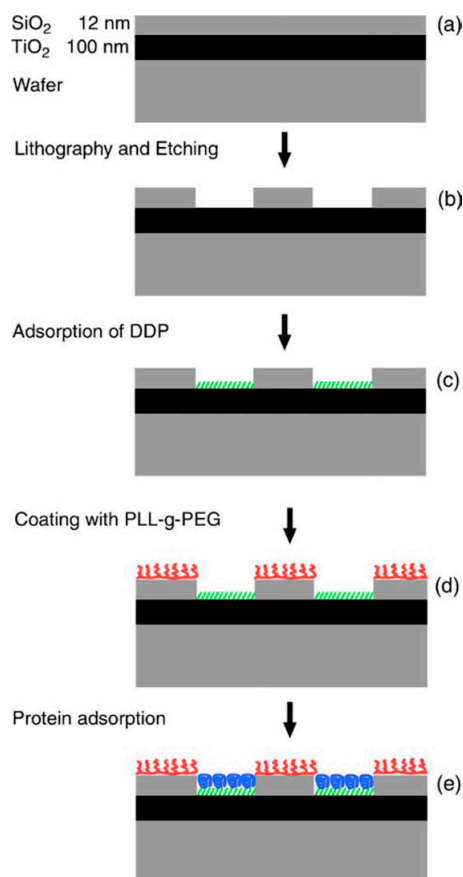 SiO₂ 12 nm
(a)
TiO₂ 100 nm
Wafer
Lithography and Etching
(b)
Adsorption of DDP
(c)
Coating with PLL-g-PEG
(d)
Protein adsorption
(e)